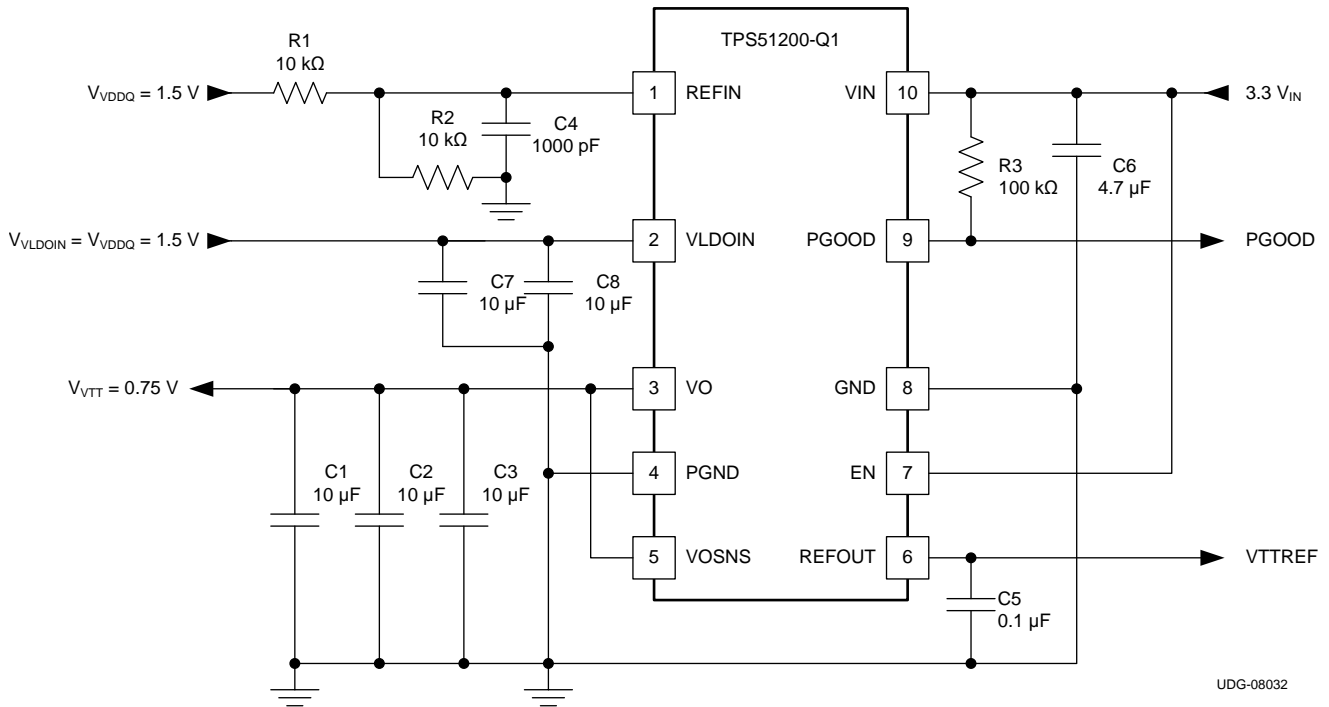 TPS51200-Q1
R1
10 kΩ
V_VDDQ = 1.5 V
1
REFIN
VIN
10
3.3 V_IN
R2
10 kΩ
C4
1000 pF
R3
100 kΩ
C6
4.7 µF
V_VLDOIN = V_VDDQ = 1.5 V
2
VLDOIN
PGOOD
9
PGOOD
C7
10 µF
C8
10 µF
V_VTT = 0.75 V
3
VO
GND
8
C1
10 µF
C2
10 µF
C3
10 µF
4
PGND
EN
7
5
VOSNS
REFOUT
6
VTTREF
C5
0.1 µF
UDG-08032